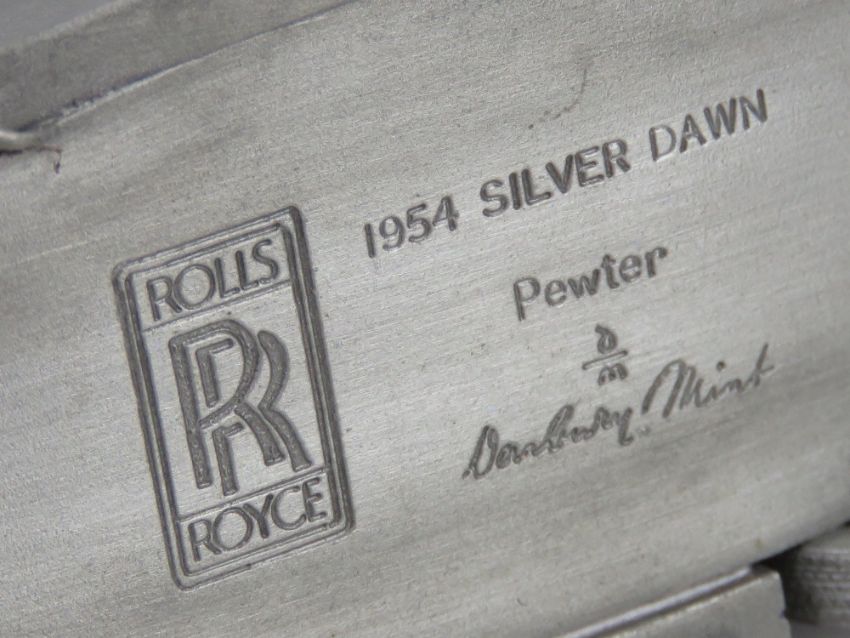 ROLLS
RR
ROYCE
1954 SILVER DAWN
Pewter
d/m
Danbury Mint